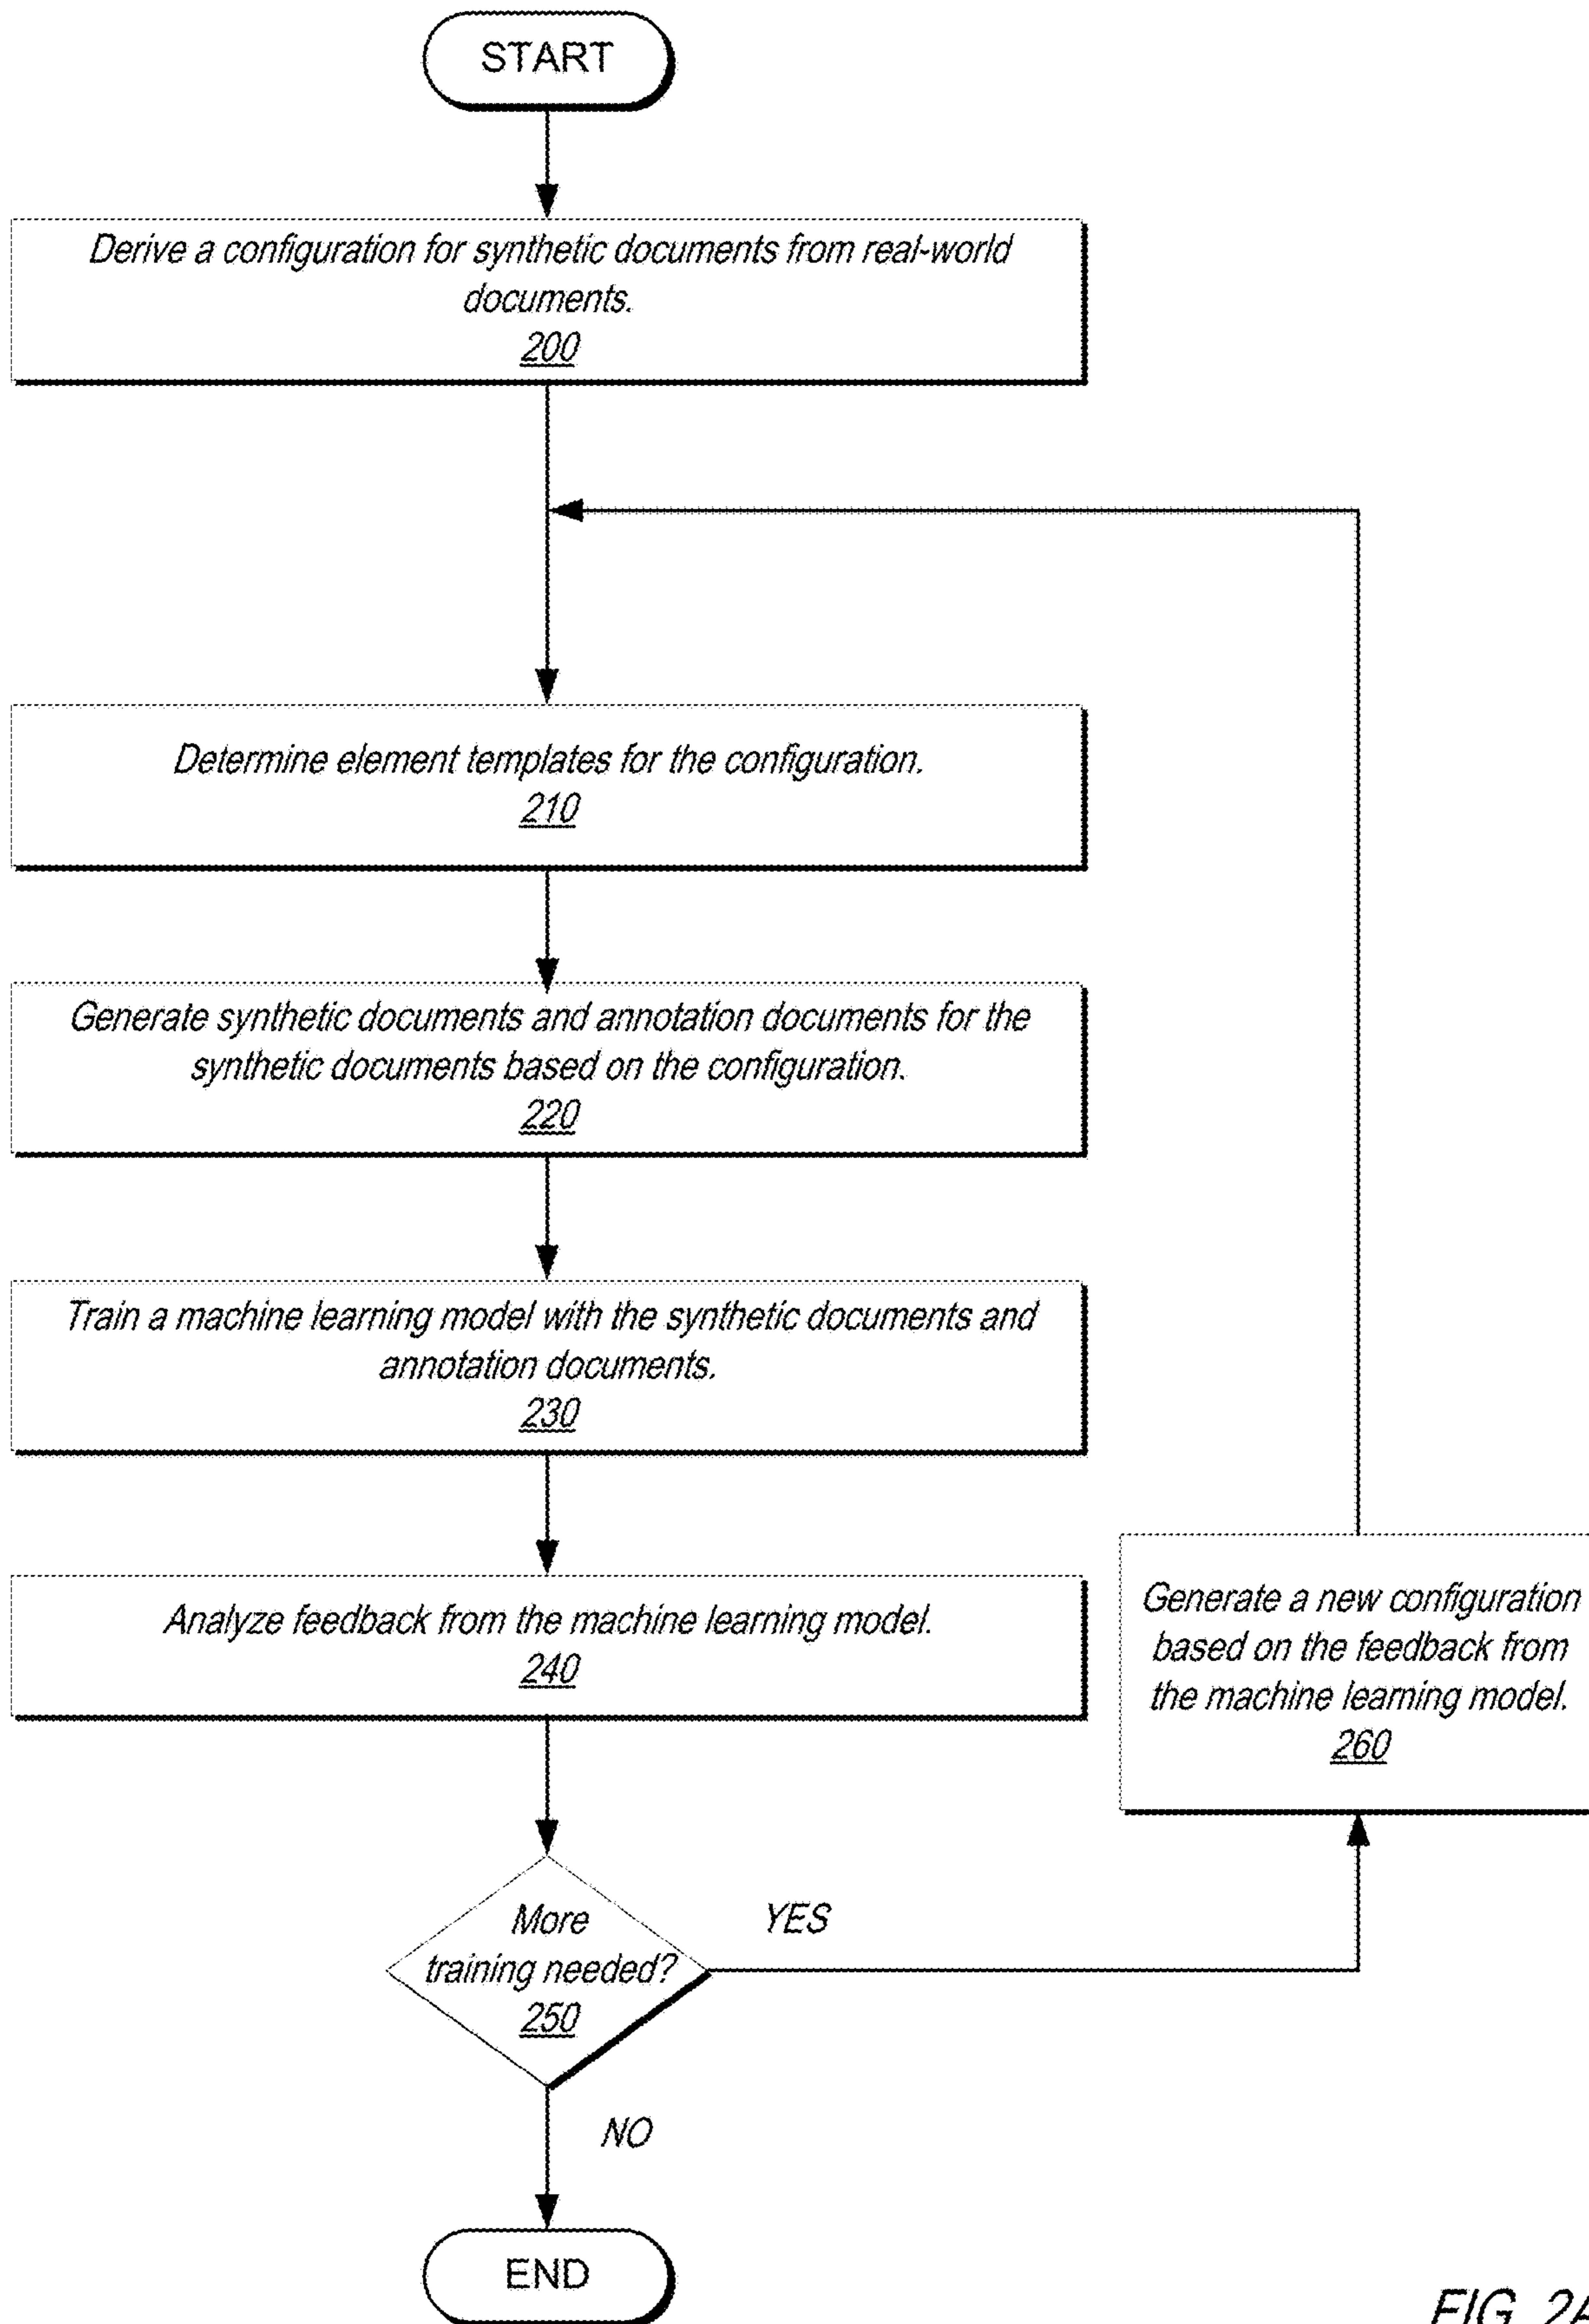 START
Derive a configuration for synthetic documents from real-world
documents.
200
Determine element templates for the configuration.
210
Generate synthetic documents and annotation documents for the
synthetic documents based on the configuration.
220
Train a machine learning model with the synthetic documents and
annotation documents.
230
Analyze feedback from the machine learning model.
240
Generate a new configuration
based on the feedback from
the machine learning model.
260
More
training needed?
250
YES
NO
END
FIG. 2A